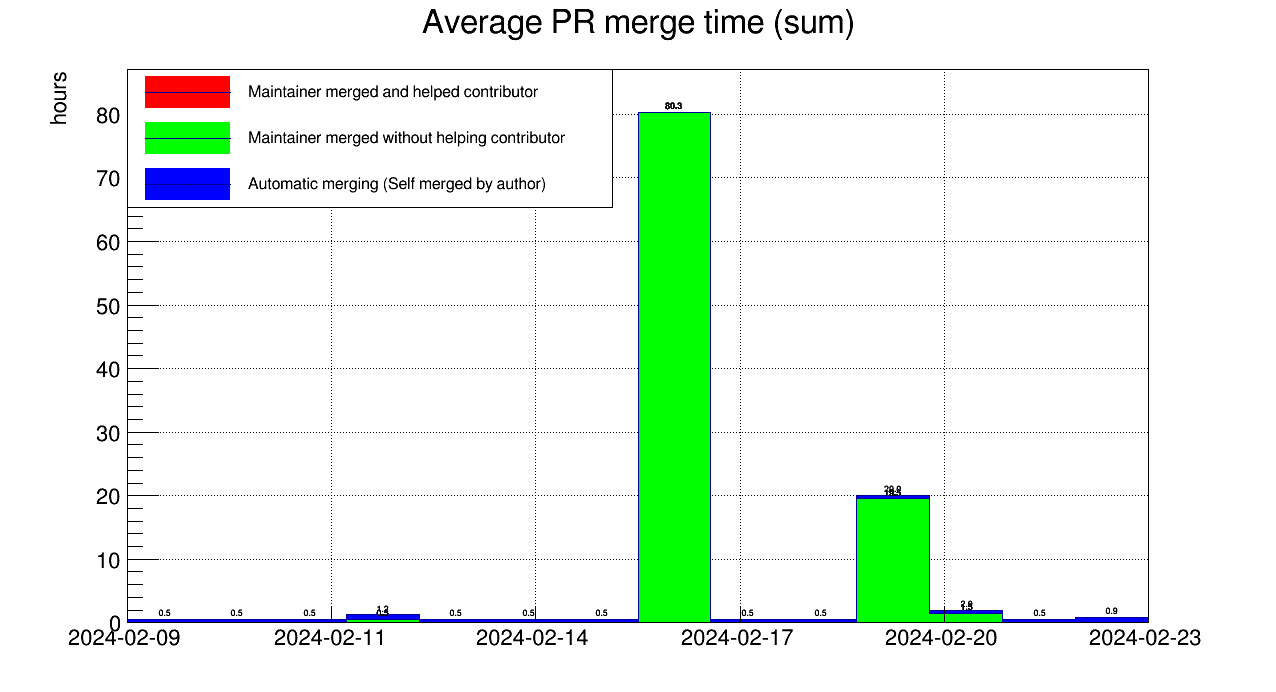 Average PR merge time (sum)
hours
Maintainer merged and helped contributor
Maintainer merged without helping contributor
Automatic merging (Self merged by author)
80
70
60
50
40
30
20
10
0
80.3
0.5 0.5 0.5 1.2 0.5 0.5 0.5 0.5 0.5 0.5 0.9
2024-02-09 2024-02-11 2024-02-14 2024-02-17 2024-02-20 2024-02-23